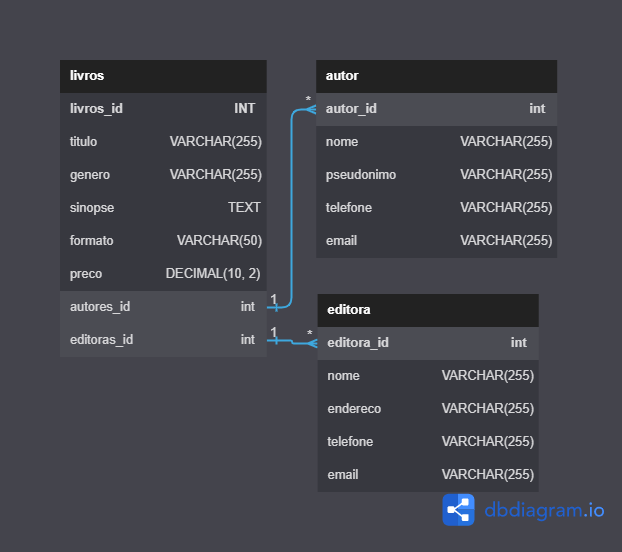 livros
livros_id INT
titulo VARCHAR(255)
genero VARCHAR(255)
sinopse TEXT
formato VARCHAR(50)
preco DECIMAL(10, 2)
autores_id int
editoras_id int
1
1
*
*
autor
autor_id int
nome VARCHAR(255)
pseudonimo VARCHAR(255)
telefone VARCHAR(255)
email VARCHAR(255)
editora
editora_id int
nome VARCHAR(255)
endereco VARCHAR(255)
telefone VARCHAR(255)
email VARCHAR(255)
dbdiagram.io